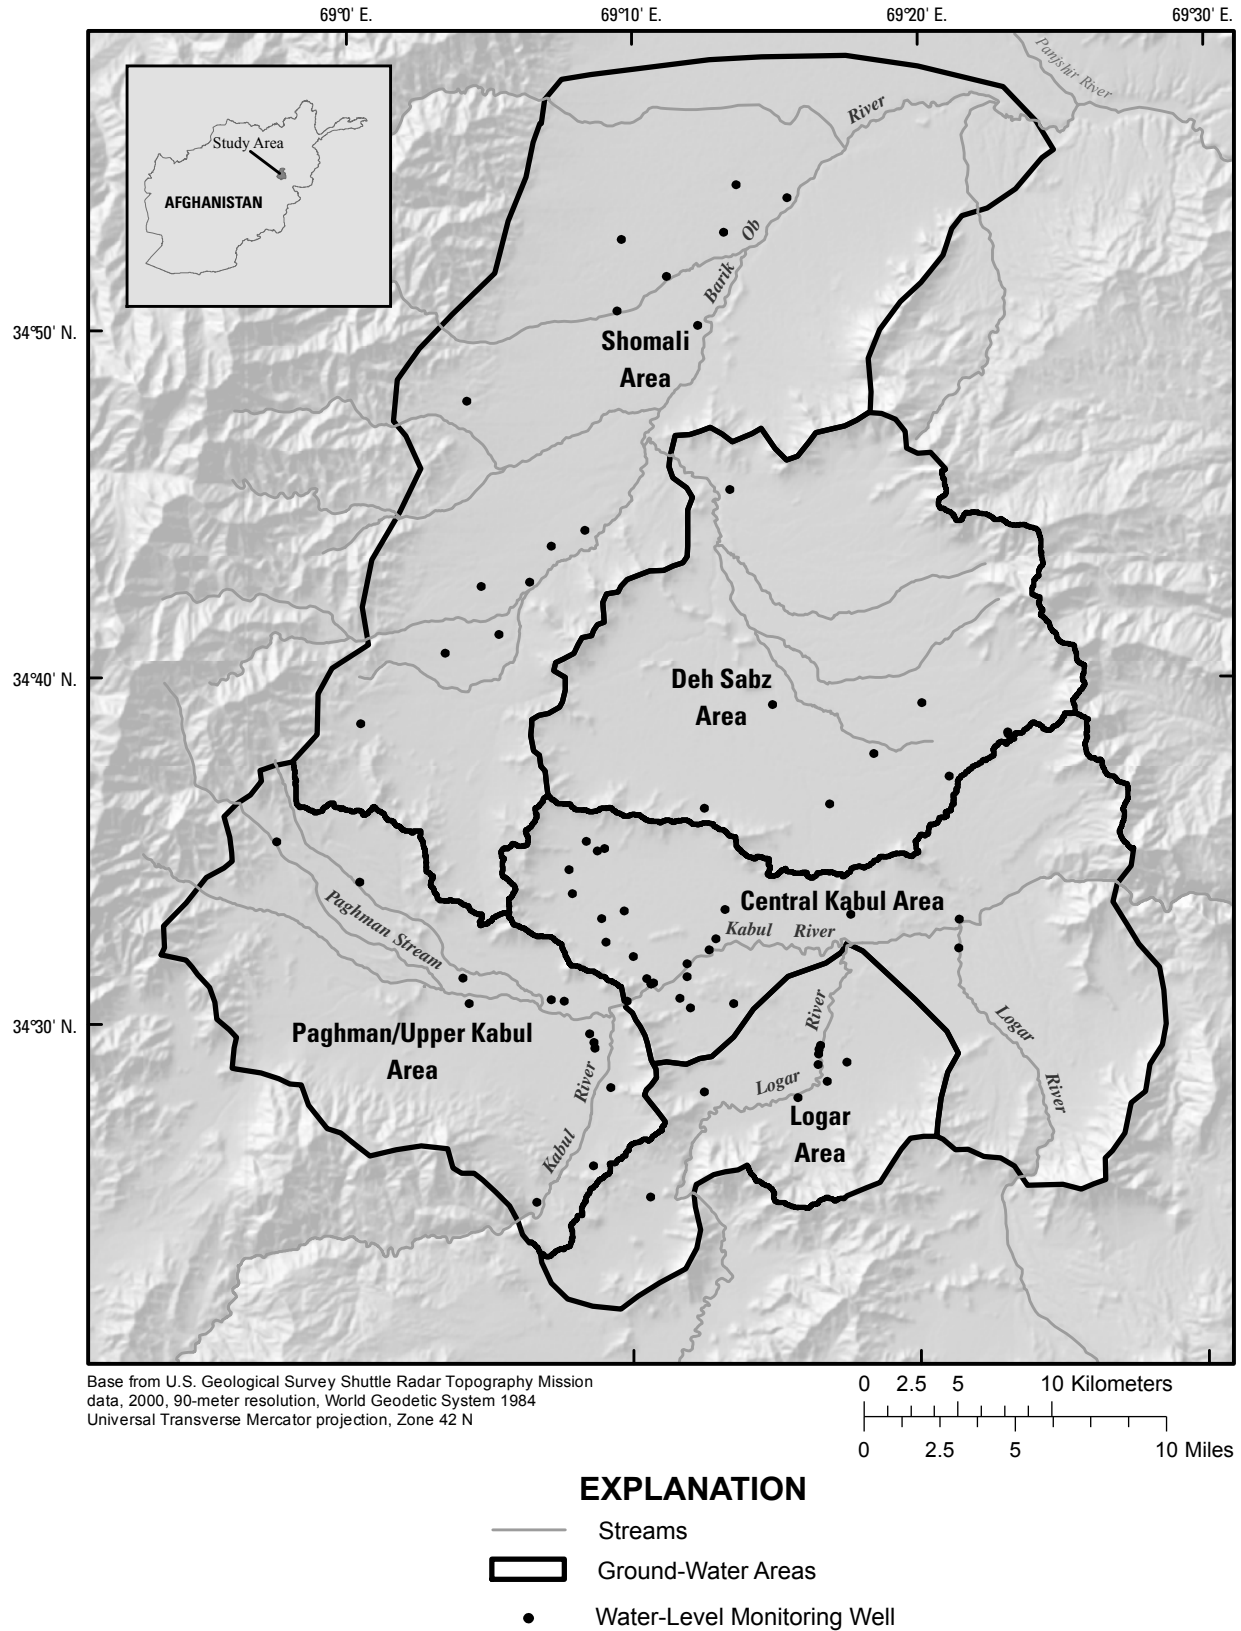 69°0' E.
69°10' E.
69°20' E.
69°30' E.
Panjshir River
River
Study Area
AFGHANISTAN
Ob
Barik
34°50' N.
Shomali
Area
34°40' N.
Deh Sabz
Area
Central Kabul Area
Paghman Stream
Kabul River
34°30' N.
Paghman/Upper Kabul
Area
River
Logar
River
Logar
River
Kabul
Logar
Area
Base from U.S. Geological Survey Shuttle Radar Topography Mission
data, 2000, 90-meter resolution, World Geodetic System 1984
Universal Transverse Mercator projection, Zone 42 N
0 2.5 5 10 Kilometers
0 2.5 5 10 Miles
EXPLANATION
Streams
Ground-Water Areas
Water-Level Monitoring Well